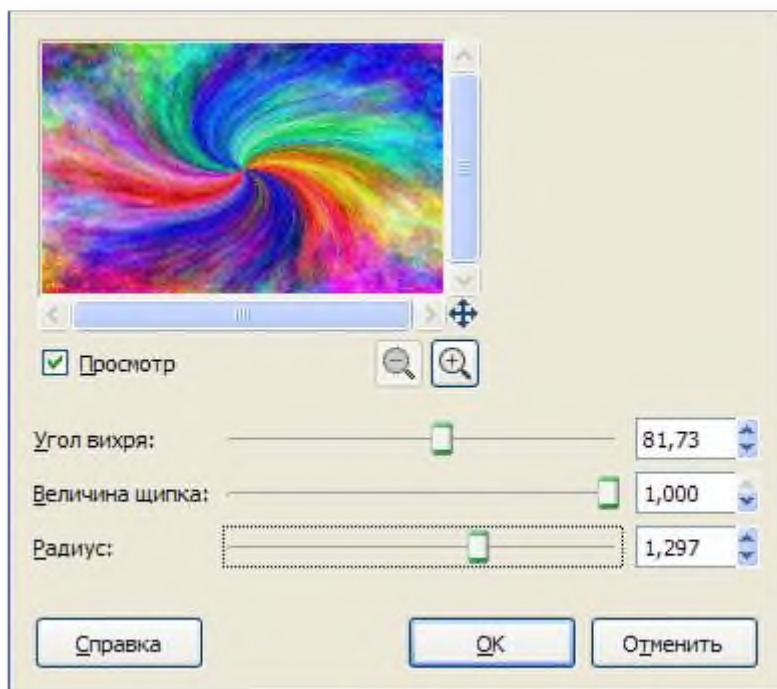 Просмотр
Угол вихря: 81,73
Величина щипка: 1,000
Радиус: 1,297
Справка OK Отменить